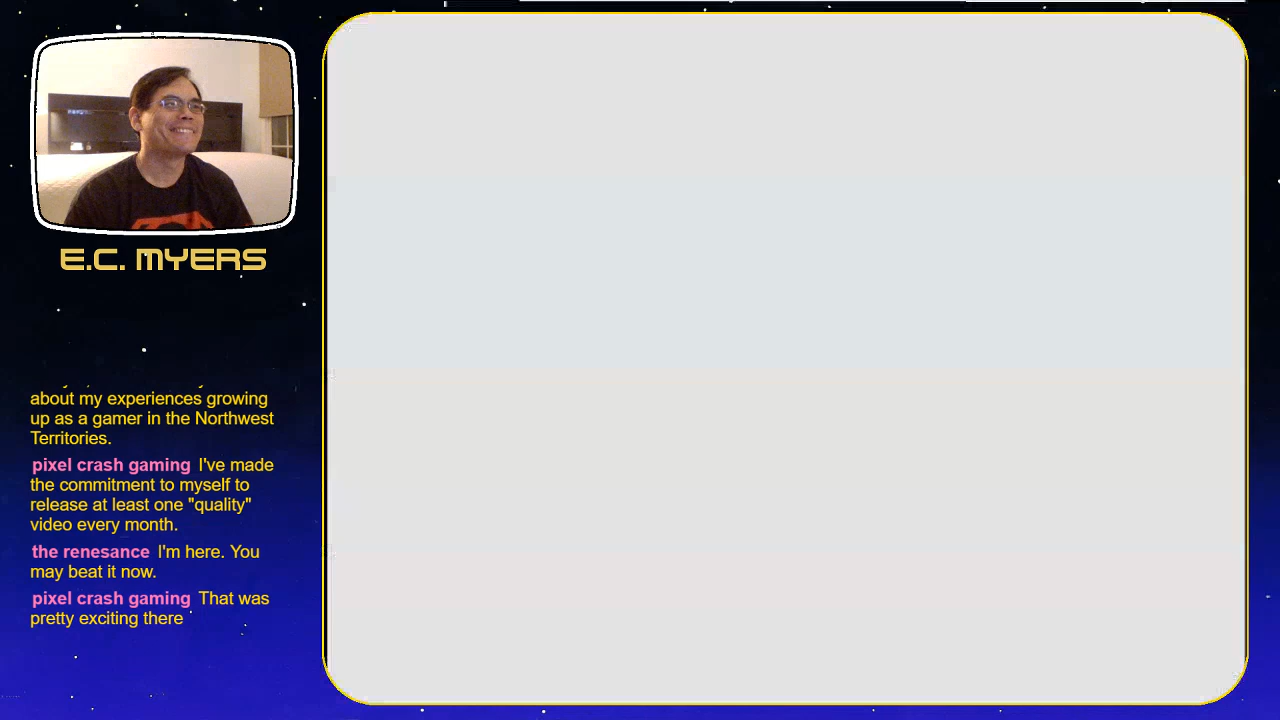 E.C. MYERS
about my experiences growing
up as a gamer in the Northwest
Territories.
pixel crash gaming I've made
the commitment to myself to
release at least one "quality"
video every month.
the renesance I'm here. You
may beat it now.
pixel crash gaming That was
pretty exciting there